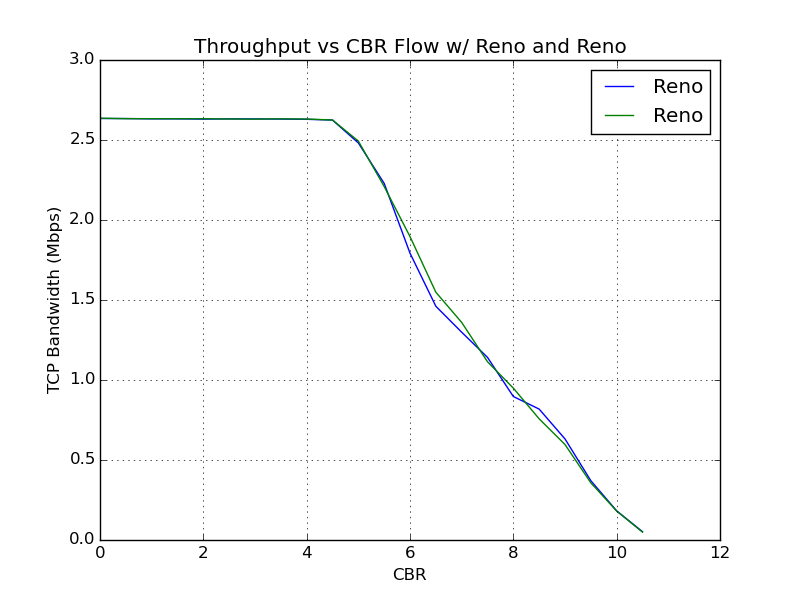 Throughput vs CBR Flow w/ Reno and Reno
3.0
2.5
2.0
1.5
1.0
0.5
0.0
TCP Bandwidth (Mbps)
Reno
Reno
0 2 4 6 8 10 12
CBR